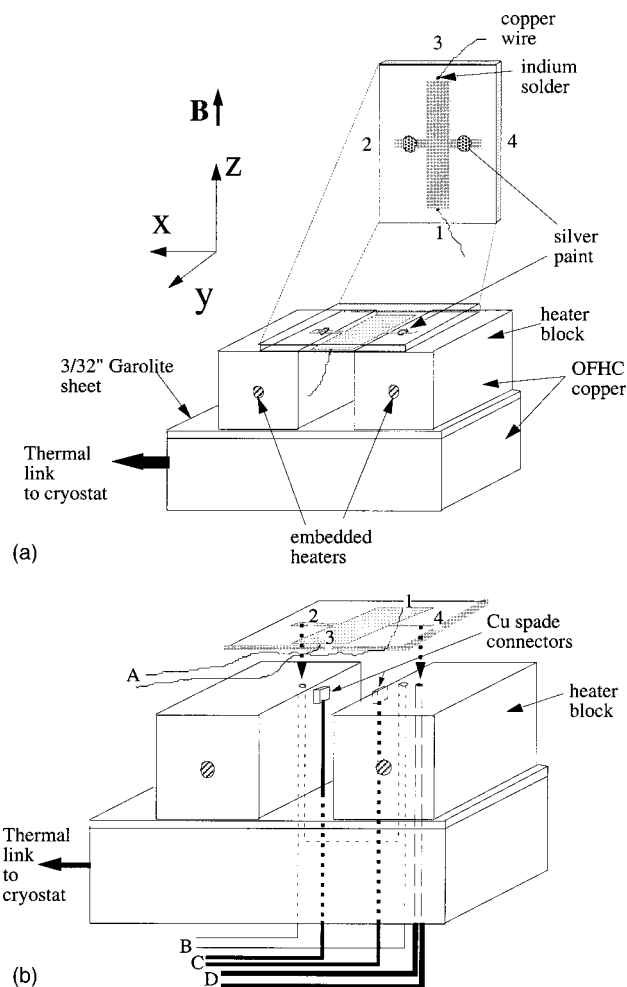 copper
wire
3
indium
solder
B
2
4
Z
X
1
silver
paint
y
heater
block
3/32" Garolite
sheet
OFHC
copper
Thermal
link
to cryostat
embedded
heaters
(a)
1
2
4
Cu spade
connectors
3
A
heater
block
Thermal
link
to
cryostat
B
C
D
(b)